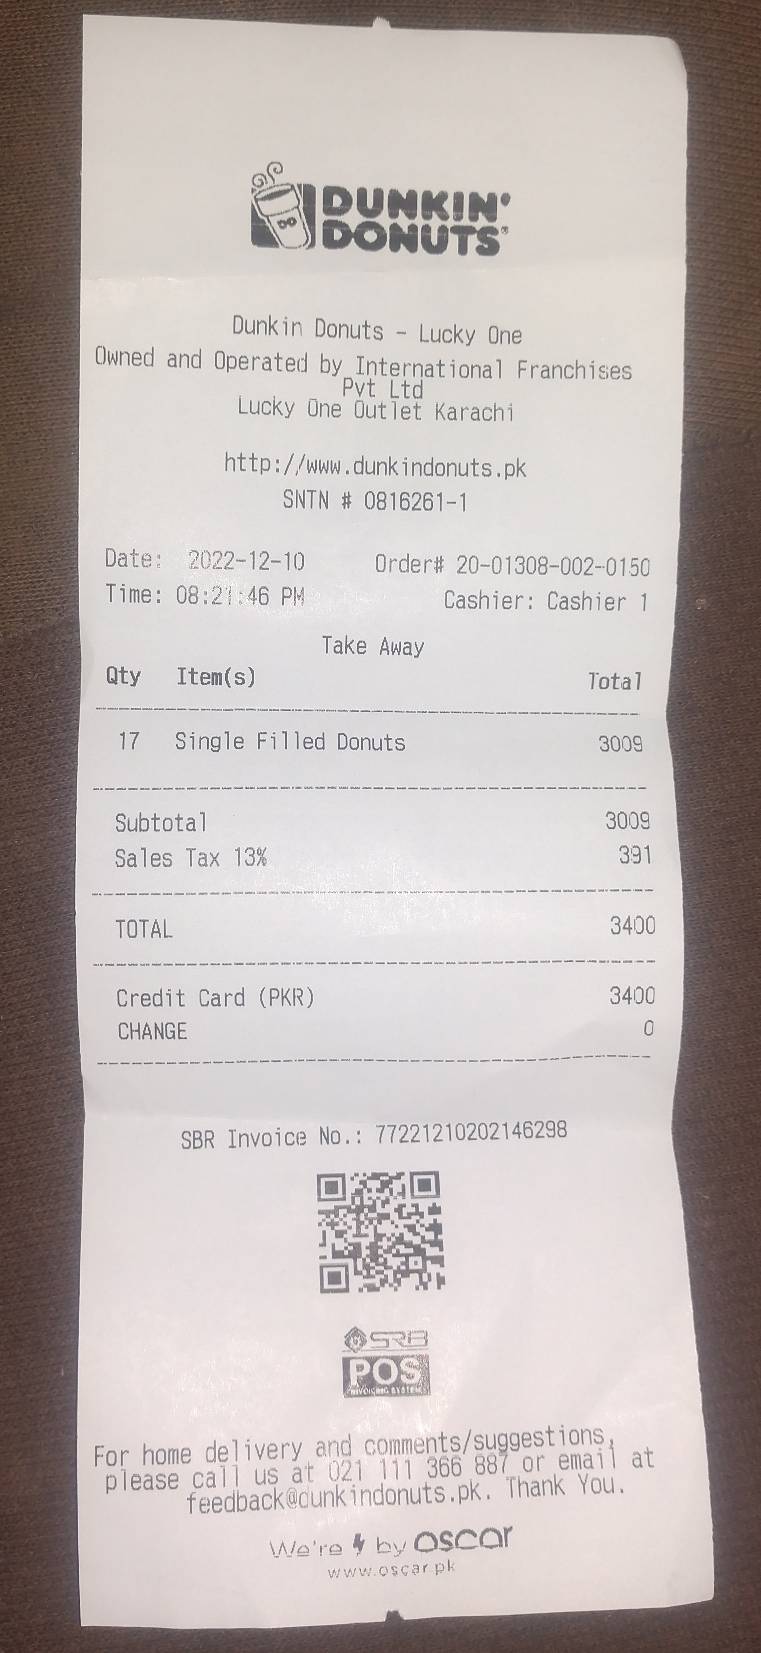 DUNKIN'
DONUTS
Dunkin Donuts - Lucky One
Owned and Operated by International Franchises
Pvt Ltd
Lucky One Outlet Karachi
http://www.dunkindonuts.pk
SNTN # 0816261-1
Date: 2022-12-10 Order# 20-01308-002-0150
Time: 08:21:46 PM Cashier: Cashier 1
Take Away
Qty Item(s) Total
17 Single Filled Donuts 3009
Subtotal 3009
Sales Tax 13% 391
TOTAL 3400
Credit Card (PKR) 3400
CHANGE 0
SBR Invoice No.: 77221210202146298
SRB
POS
INVOICING SYSTEM
For home delivery and comments/suggestions,
please call us at 021 111 366 887 or email at
feedback@dunkindonuts.pk. Thank You.
We're by oscar
www.oscar.pk